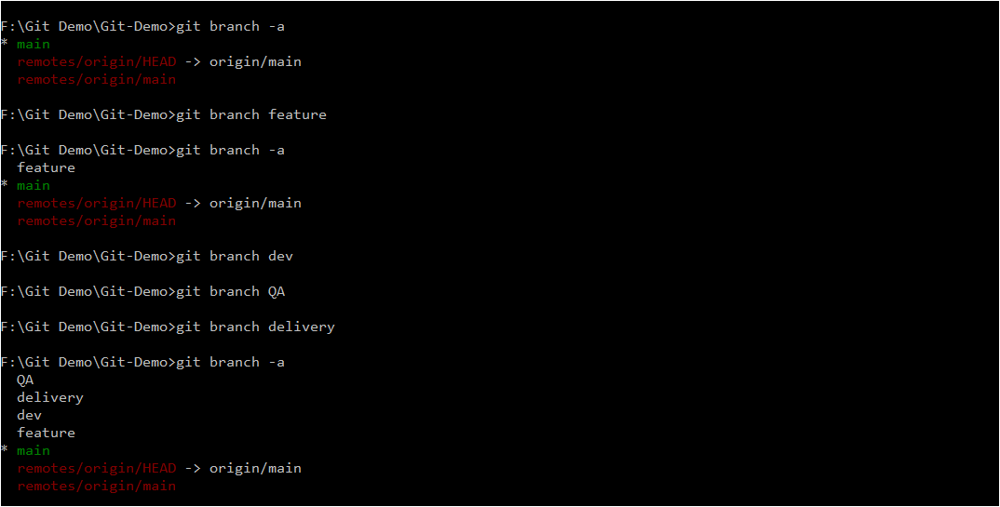 F:\Git Demo\Git-Demo>git branch -a
* main
  remotes/origin/HEAD -> origin/main
  remotes/origin/main
F:\Git Demo\Git-Demo>git branch feature
F:\Git Demo\Git-Demo>git branch -a
  feature
* main
  remotes/origin/HEAD -> origin/main
  remotes/origin/main
F:\Git Demo\Git-Demo>git branch dev
F:\Git Demo\Git-Demo>git branch QA
F:\Git Demo\Git-Demo>git branch delivery
F:\Git Demo\Git-Demo>git branch -a
  QA
  delivery
  dev
  feature
* main
  remotes/origin/HEAD -> origin/main
  remotes/origin/main